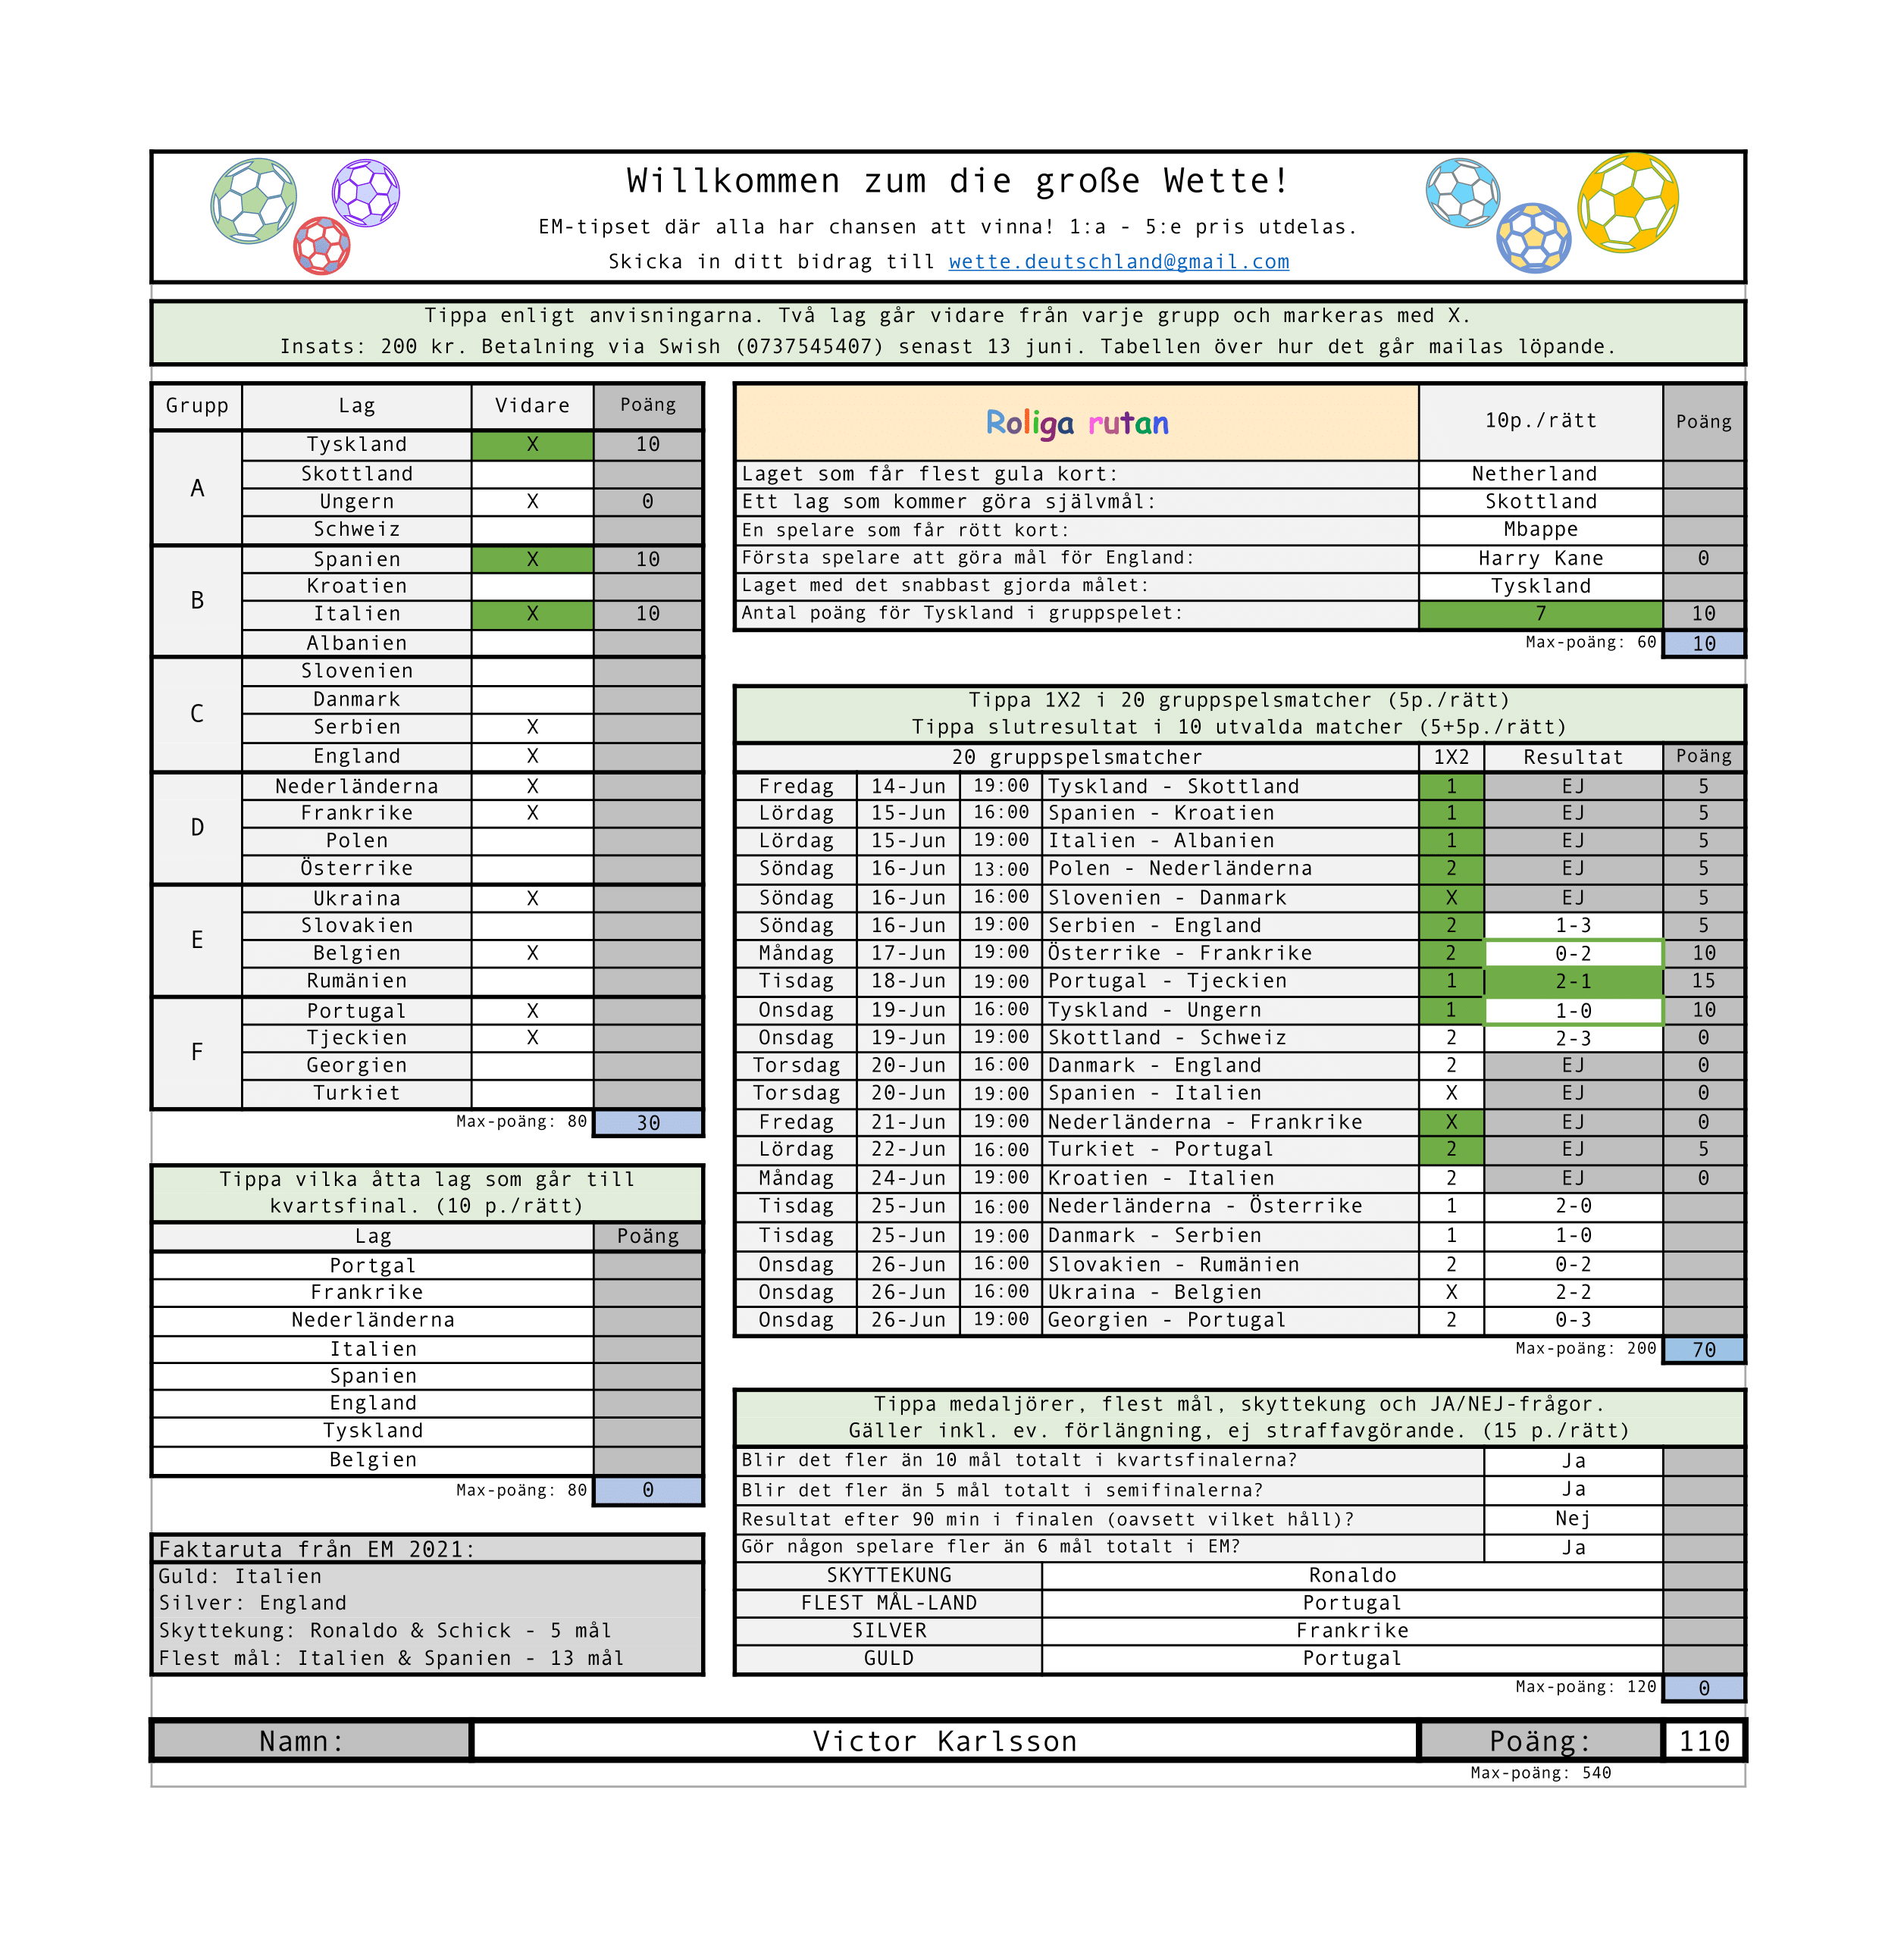 Willkommen zum die große Wette!
EM-tipset där alla har chansen att vinna! 1:a - 5:e pris utdelas.
Skicka in ditt bidrag till wette.deutschland@gmail.com
Tippa enligt anvisningarna. Två lag går vidare från varje grupp och markeras med X.
Insats: 200 kr. Betalning via Swish (0737545407) senast 13 juni. Tabellen över hur det går mailas löpande.
Grupp Lag Vidare Poäng
A
Tyskland X 10
Skottland
Ungern X 0
Schweiz
B
Spanien X 10
Kroatien
Italien X 10
Albanien
C
Slovenien
Danmark
Serbien X
England X
D
Nederländerna X
Frankrike X
Polen
Österrike
E
Ukraina X
Slovakien
Belgien X
Rumänien
F
Portugal X
Tjeckien X
Georgien
Turkiet
Max-poäng: 80 30
Tippa vilka åtta lag som går till
kvartsfinal. (10 p./rätt)
Lag Poäng
Portgal
Frankrike
Nederländerna
Italien
Spanien
England
Tyskland
Belgien
Max-poäng: 80 0
Faktaruta från EM 2021:
Guld: Italien
Silver: England
Skyttekung: Ronaldo & Schick - 5 mål
Flest mål: Italien & Spanien - 13 mål
Roliga rutan 10p./rätt Poäng
Laget som får flest gula kort: Netherland
Ett lag som kommer göra självmål: Skottland
En spelare som får rött kort: Mbappe
Första spelare att göra mål för England: Harry Kane 0
Laget med det snabbast gjorda målet: Tyskland
Antal poäng för Tyskland i gruppspelet: 7 10
Max-poäng: 60 10
Tippa 1X2 i 20 gruppspelsmatcher (5p./rätt)
Tippa slutresultat i 10 utvalda matcher (5+5p./rätt)
20 gruppspelsmatcher 1X2 Resultat Poäng
Fredag 14-Jun 19:00 Tyskland - Skottland 1 EJ 5
Lördag 15-Jun 16:00 Spanien - Kroatien 1 EJ 5
Lördag 15-Jun 19:00 Italien - Albanien 1 EJ 5
Söndag 16-Jun 13:00 Polen - Nederländerna 2 EJ 5
Söndag 16-Jun 16:00 Slovenien - Danmark X EJ 5
Söndag 16-Jun 19:00 Serbien - England 2 1-3 5
Måndag 17-Jun 19:00 Österrike - Frankrike 2 0-2 10
Tisdag 18-Jun 19:00 Portugal - Tjeckien 1 2-1 15
Onsdag 19-Jun 16:00 Tyskland - Ungern 1 1-0 10
Onsdag 19-Jun 19:00 Skottland - Schweiz 2 2-3 0
Torsdag 20-Jun 16:00 Danmark - England 2 EJ 0
Torsdag 20-Jun 19:00 Spanien - Italien X EJ 0
Fredag 21-Jun 19:00 Nederländerna - Frankrike X EJ 0
Lördag 22-Jun 16:00 Turkiet - Portugal 2 EJ 5
Måndag 24-Jun 19:00 Kroatien - Italien 2 EJ 0
Tisdag 25-Jun 16:00 Nederländerna - Österrike 1 2-0
Tisdag 25-Jun 19:00 Danmark - Serbien 1 1-0
Onsdag 26-Jun 16:00 Slovakien - Rumänien 2 0-2
Onsdag 26-Jun 16:00 Ukraina - Belgien X 2-2
Onsdag 26-Jun 19:00 Georgien - Portugal 2 0-3
Max-poäng: 200 70
Tippa medaljörer, flest mål, skyttekung och JA/NEJ-frågor.
Gäller inkl. ev. förlängning, ej straffavgörande. (15 p./rätt)
Blir det fler än 10 mål totalt i kvartsfinalerna? Ja
Blir det fler än 5 mål totalt i semifinalerna? Ja
Resultat efter 90 min i finalen (oavsett vilket håll)? Nej
Gör någon spelare fler än 6 mål totalt i EM? Ja
SKYTTEKUNG Ronaldo
FLEST MÅL-LAND Portugal
SILVER Frankrike
GULD Portugal
Max-poäng: 120 0
Namn: Victor Karlsson Poäng: 110
Max-poäng: 540